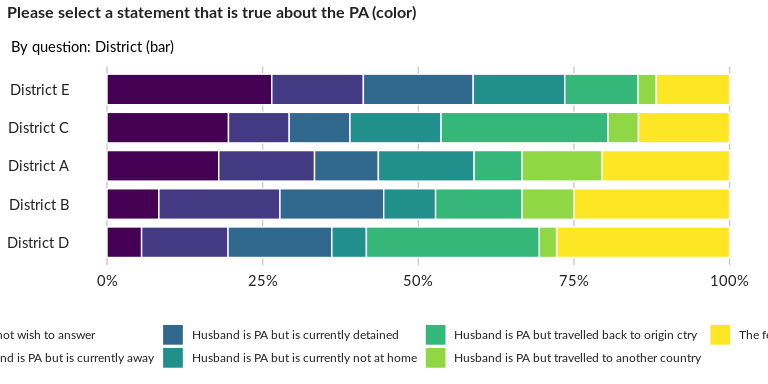 Please select a statement that is true about the PA (color)
By question: District (bar)
District E
District C
District A
District B
District D
0% 25% 50% 75% 100%
not wish to answer Husband is PA but is currently detained Husband is PA but travelled back to origin ctry The
is PA but is currently away Husband is PA but is currently not at home Husband is PA but travelled to another country